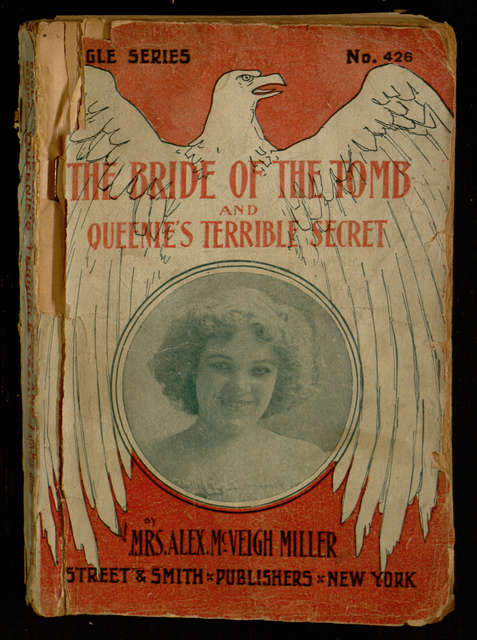 GLE SERIES No. 426
THE BRIDE OF THE TOMB
AND
QUEENIE'S TERRIBLE SECRET
BY
MRS. ALEX. McVEIGH MILLER
STREET & SMITH PUBLISHERS NEW YORK